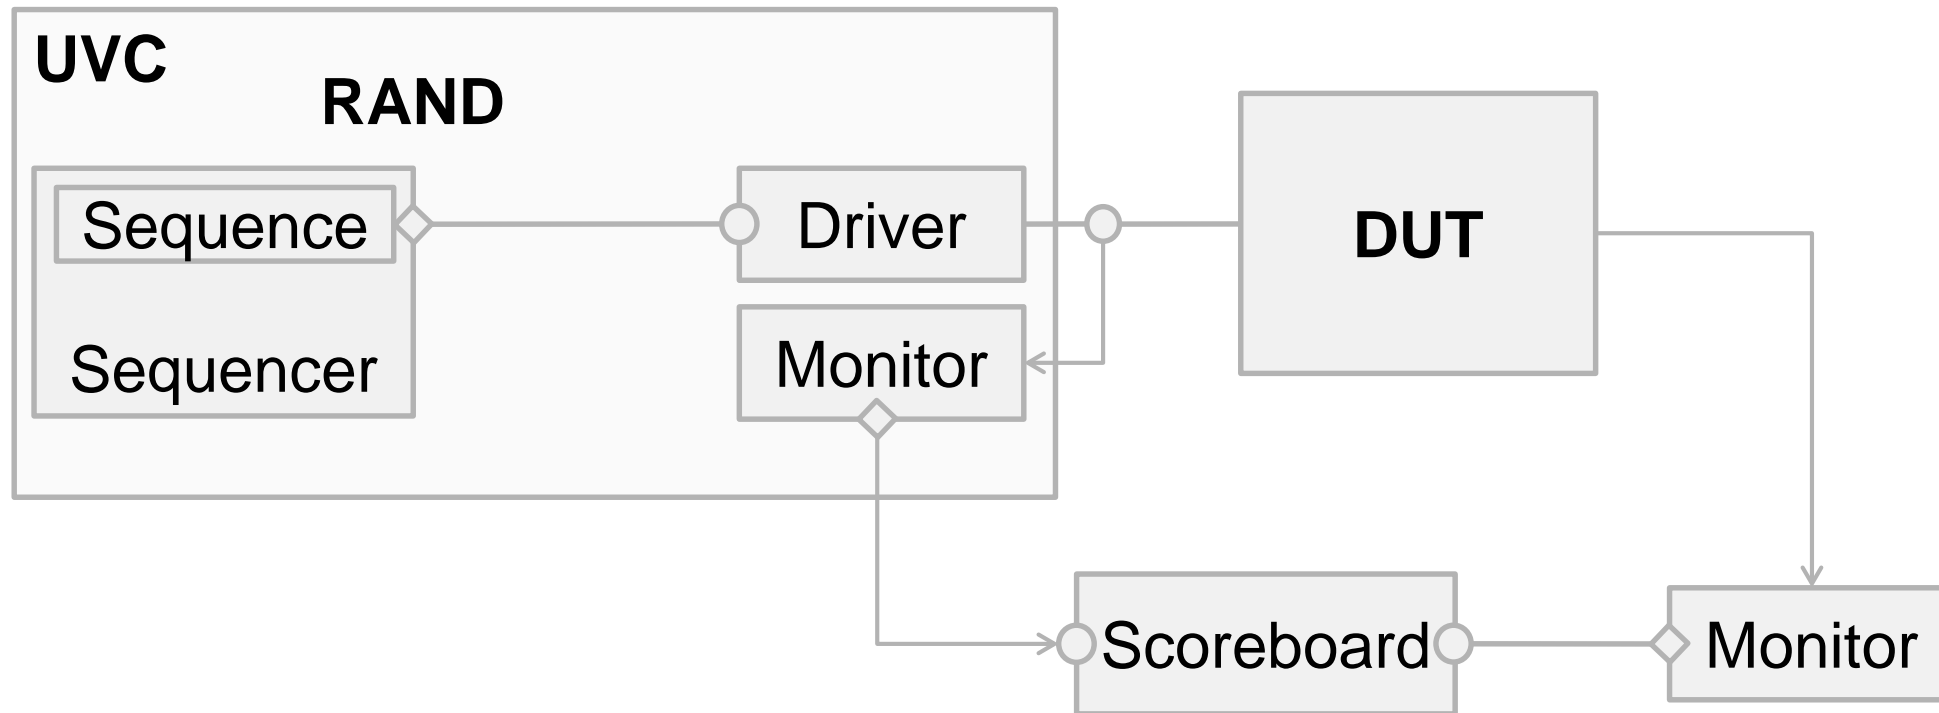 UVC
RAND
Sequence
Driver
DUT
Sequencer
Monitor
Scoreboard
Monitor